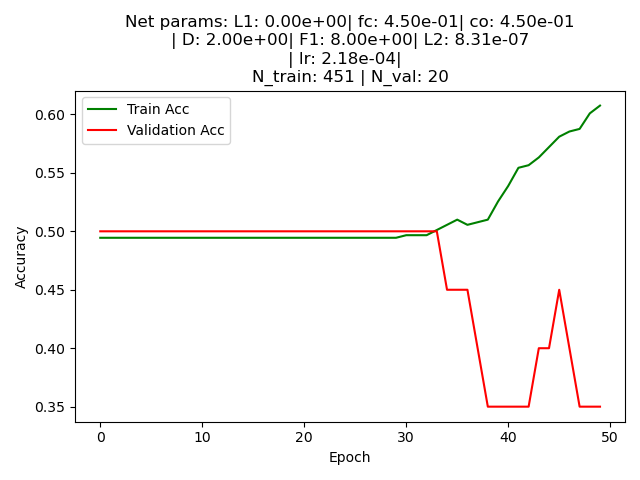 Net params: L1: 0.00e+00| fc: 4.50e-01| co: 4.50e-01
| D: 2.00e+00| F1: 8.00e+00| L2: 8.31e-07
| lr: 2.18e-04|
N_train: 451 | N_val: 20
Train Acc
Validation Acc
0.60
0.55
0.50
0.45
0.40
0.35
Accuracy
0 10 20 30 40 50
Epoch